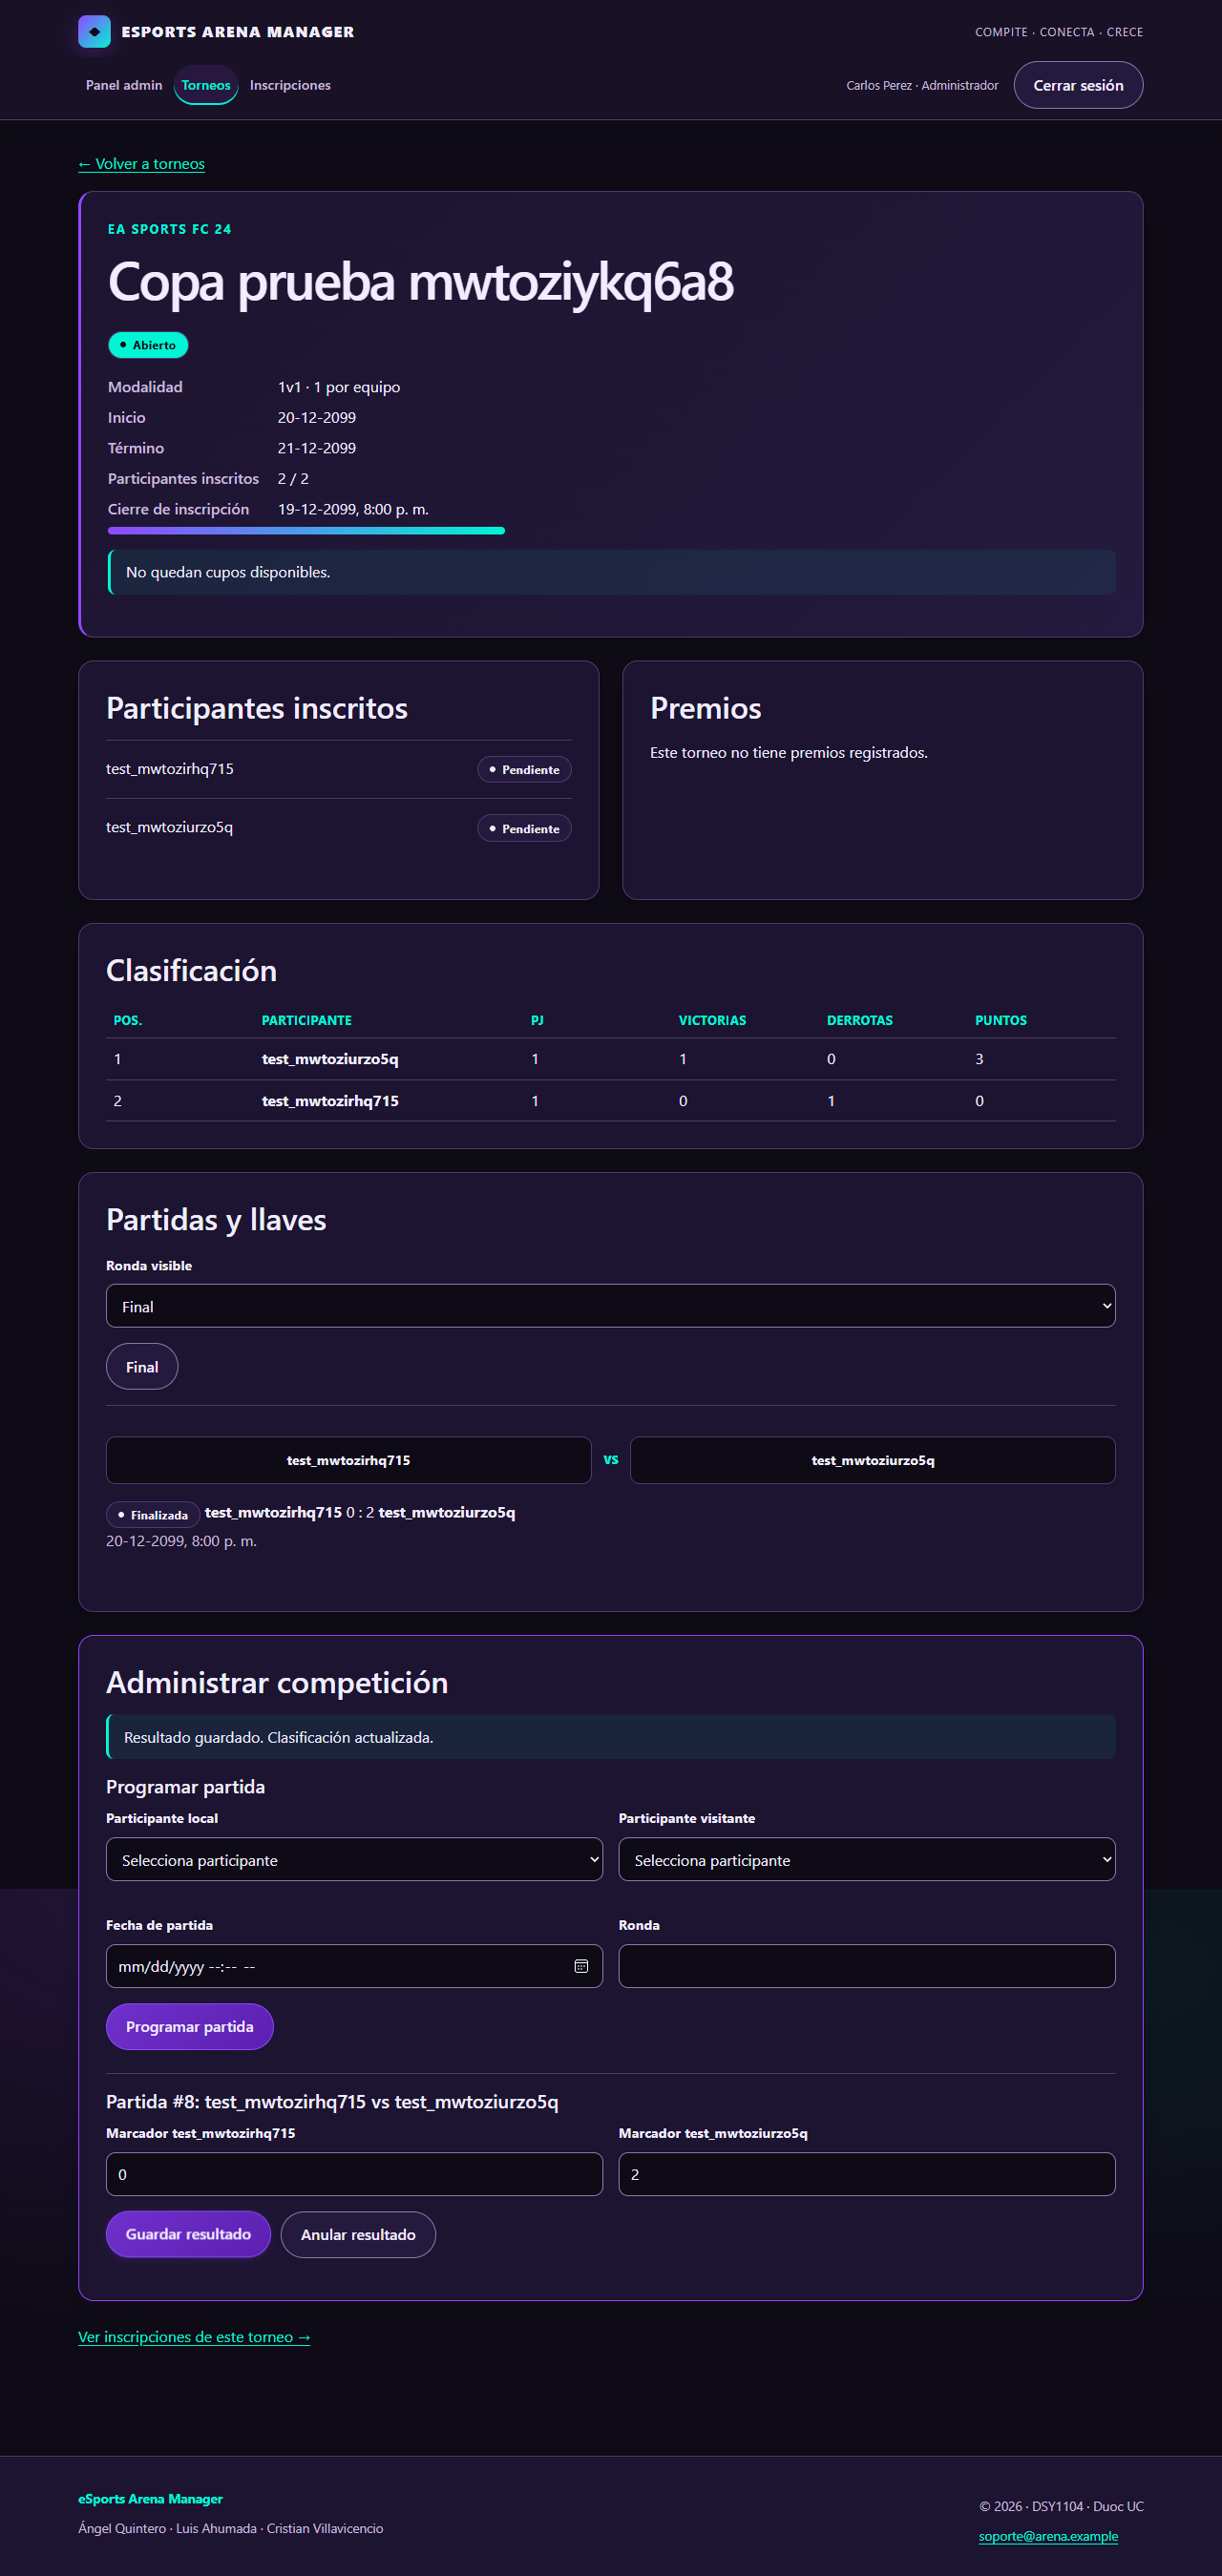 ESPORTS ARENA MANAGER
COMPITE · CONECTA · CRECE
Panel admin Torneos Inscripciones
Carlos Perez · Administrador Cerrar sesión
← Volver a torneos
EA SPORTS FC 24
Copa prueba mwtoziykq6a8
Abierto
Modalidad 1v1 · 1 por equipo
Inicio 20-12-2099
Término 21-12-2099
Participantes inscritos 2 / 2
Cierre de inscripción 19-12-2099, 8:00 p. m.
No quedan cupos disponibles.
Participantes inscritos
test_mwtozirhq715 Pendiente
test_mwtoziurzo5q Pendiente
Premios
Este torneo no tiene premios registrados.
Clasificación
POS. PARTICIPANTE PJ VICTORIAS DERROTAS PUNTOS
1 test_mwtoziurzo5q 1 1 0 3
2 test_mwtozirhq715 1 0 1 0
Partidas y llaves
Ronda visible
Final
Final
test_mwtozirhq715 VS test_mwtoziurzo5q
Finalizada test_mwtozirhq715 0 : 2 test_mwtoziurzo5q
20-12-2099, 8:00 p. m.
Administrar competición
Resultado guardado. Clasificación actualizada.
Programar partida
Participante local Participante visitante
Selecciona participante Selecciona participante
Fecha de partida Ronda
mm/dd/yyyy --:-- --
Programar partida
Partida #8: test_mwtozirhq715 vs test_mwtoziurzo5q
Marcador test_mwtozirhq715 Marcador test_mwtoziurzo5q
0 2
Guardar resultado Anular resultado
Ver inscripciones de este torneo →
eSports Arena Manager
Ángel Quintero · Luis Ahumada · Cristian Villavicencio
© 2026 · DSY1104 · Duoc UC
soporte@arena.example